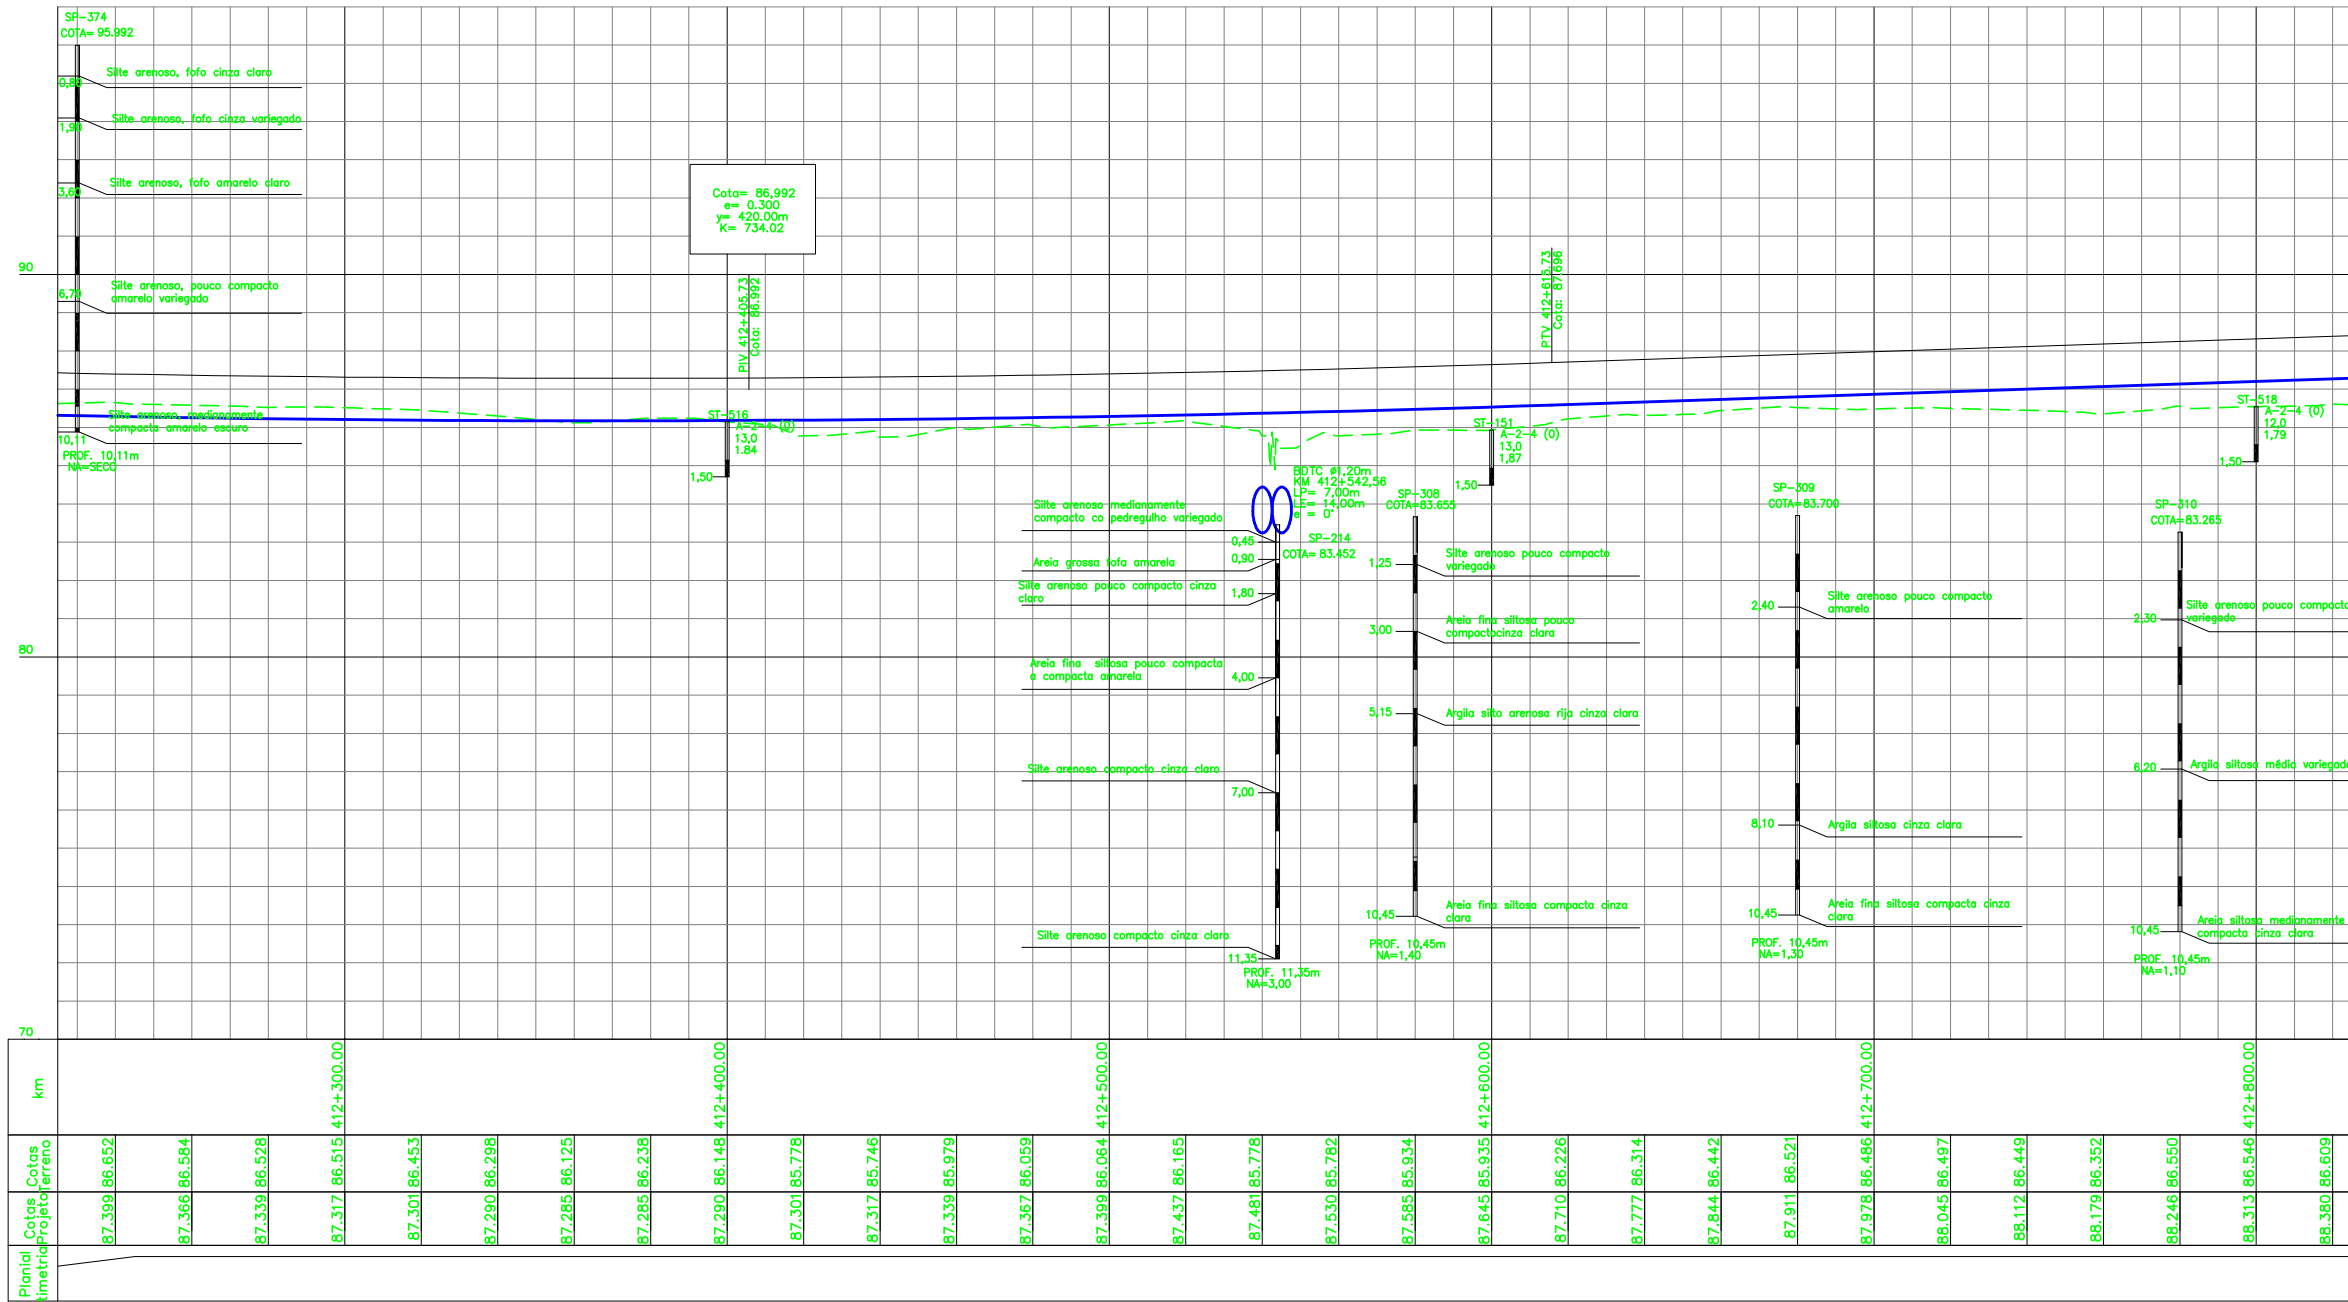 SP-374
COTA= 95.992
0,80
Silte arenoso, fofo cinza claro
1,90
Silte arenoso, fofo cinza variegado
3,60
Silte arenoso, fofo amarelo claro
90
6,70
Silte arenoso, pouco compacto
amarelo variegado
Silte arenoso, medianamente
compacta amarelo escuro
10,11
PROF. 10,11m
NA=SECO
Cota= 86,992
e= 0.300
y= 420.00m
K= 734.02
PIV 412+405.73
Cota: 86.992
PTV 412+615.73
Cota: 87.696
ST-516
A-2-4 (0)
13,0
1.84
1,50
BDTC ø1,20m
KM 412+542,56
LP= 7,00m
LE= 14,00m
e = 0°
SP-214
COTA= 83.452
Silte arenoso medianamente
compacto co pedregulho variegado
0,45
0,90
Areia grossa fofa amarela
Silte arenoso pouco compacto cinza
claro
1,80
Areia fina siltosa pouco compacta
a compacta amarela
4,00
Silte arenoso compacto cinza claro
7,00
Silte arenoso compacto cinza claro
11,35
PROF. 11,35m
NA=3,00
ST-151
A-2-4 (0)
13,0
1,87
1,50
SP-308
COTA=83.655
1,25
Silte arenoso pouco compacto
variegado
3,00
Areia fina siltosa pouco
compactocinza clara
5,15
Argila silto arenosa rija cinza clara
10,45
Areia fina siltosa compacta cinza
clara
PROF. 10,45m
NA=1,40
SP-309
COTA=83.700
2,40
Silte arenoso pouco compacto
amarelo
8,10
Argila siltosa cinza clara
10,45
Areia fina siltosa compacta cinza
clara
PROF. 10,45m
NA=1,30
ST-518
A-2-4 (0)
12,0
1,79
1,50
SP-310
COTA=83.265
2,30
Silte arenoso pouco compacto
variegada
6,20
Argila siltosa média variegada
10,45
Areia siltosa medianamente
compacta cinza clara
PROF. 10,45m
NA=1,10
80
70
km
412+300.00
412+400.00
412+500.00
412+600.00
412+700.00
412+800.00
Cotas
Terreno
86.652
86.584
86.528
86.515
86.453
86.298
86.125
86.238
86.148
85.778
85.746
85.979
86.059
86.064
86.165
85.778
85.782
85.934
85.935
86.226
86.314
86.442
86.521
86.486
86.497
86.449
86.352
86.550
86.546
86.609
Cotas
Projeto
87.399
87.366
87.339
87.317
87.301
87.290
87.285
87.285
87.290
87.301
87.317
87.339
87.367
87.399
87.437
87.481
87.530
87.585
87.645
87.710
87.777
87.844
87.911
87.978
88.045
88.112
88.179
88.246
88.313
88.380
Planial
timetria